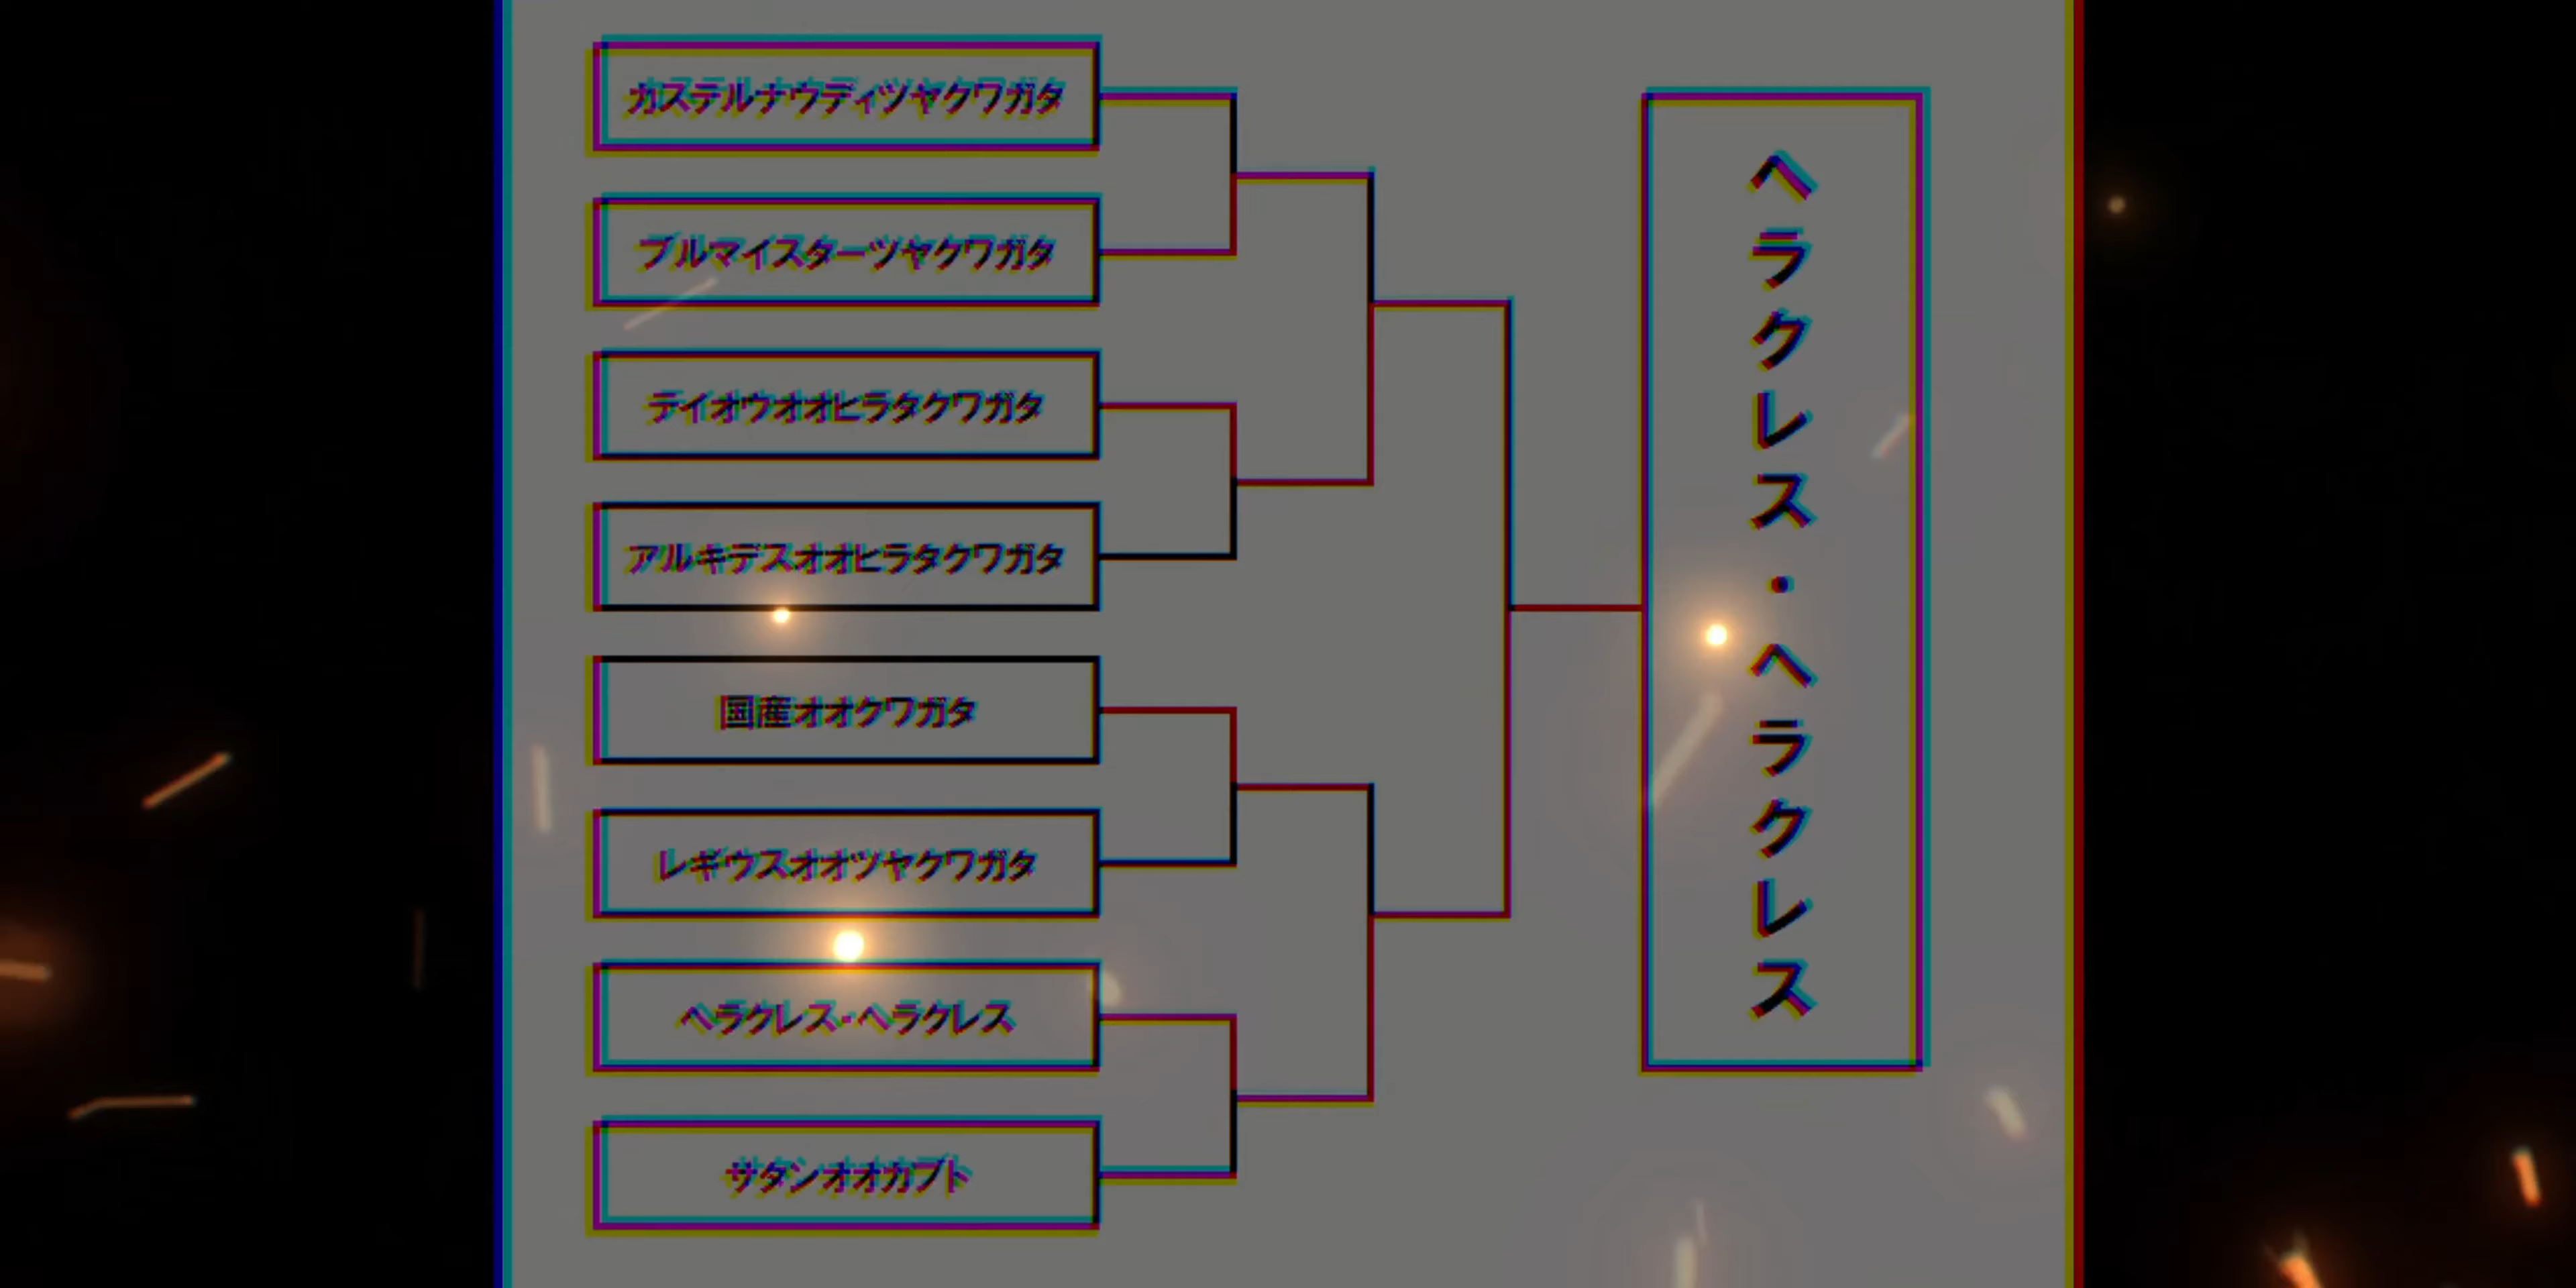 カステルナウディツヤクワガタ
ブルマイスターツヤクワガタ
テイオウオオヒラタクワガタ
アルキデスオオヒラタクワガタ
国産オオクワガタ
レギウスオオツヤクワガタ
ヘラクレス・ヘラクレス
サタンオオカブト
ヘラクレス・ヘラクレス